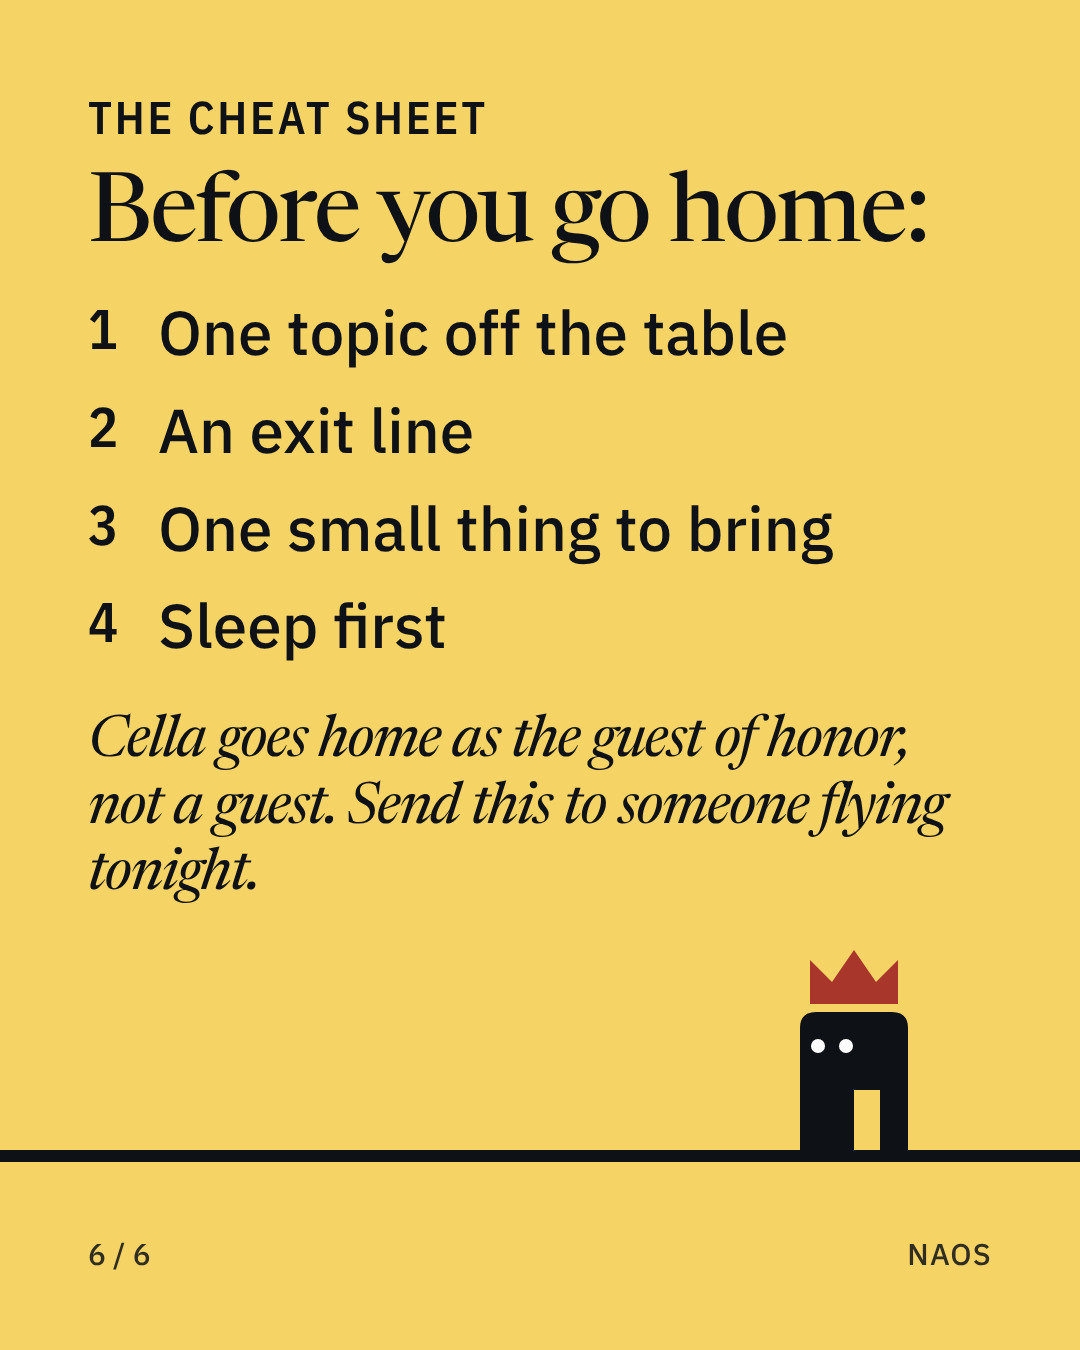 THE CHEAT SHEET
Before you go home:
1 One topic off the table
2 An exit line
3 One small thing to bring
4 Sleep first
Cella goes home as the guest of honor,
not a guest. Send this to someone flying
tonight.
6 / 6
NAOS